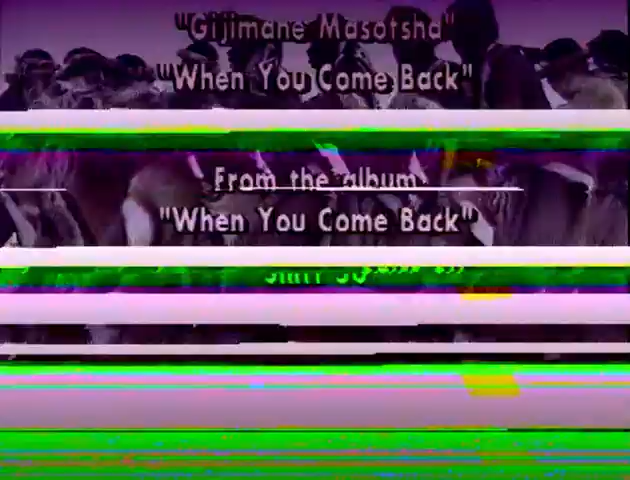 "Gijimane Masotsha"
"When You Come Back"
From the album
"When You Come Back"